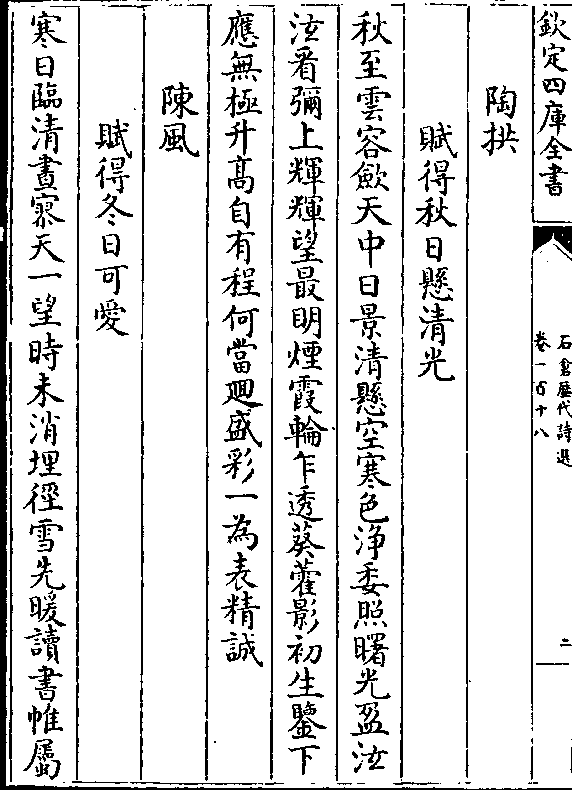 欽定四庫全書
石倉歷代詩選
卷一百十八
二
陶拱
賦得秋日懸清光
秋至雲容歛天中日景清懸空寒色浄委照曙光盈泫
泫看彌上輝輝望最明煙霞輪乍透葵藿影初生鑒下
應無極升髙自有程何當廻盛彩一為表精誠
陳風
賦得冬日可愛
寒日臨清晝寥天一望時未消埋徑雪先暖讀書帷屬